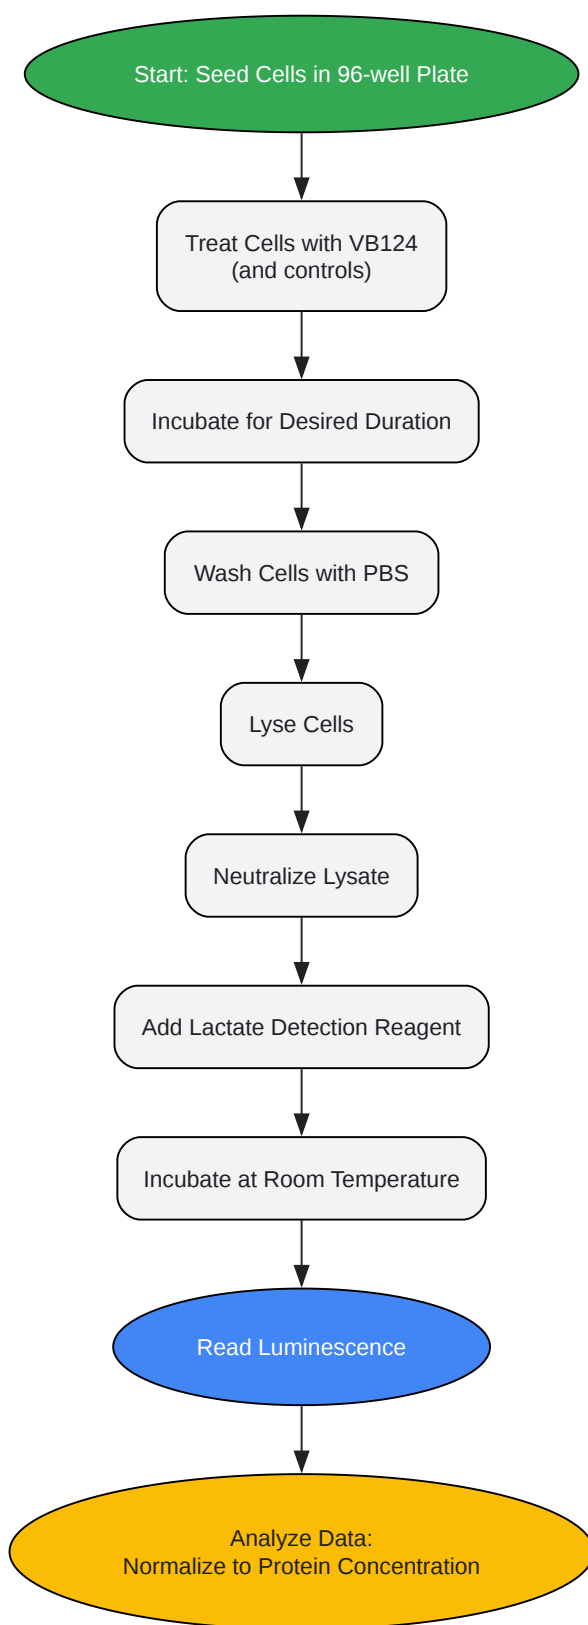 Start: Seed Cells in 96-well Plate
Treat Cells with VB124
(and controls)
Incubate for Desired Duration
Wash Cells with PBS
Lyse Cells
Neutralize Lysate
Add Lactate Detection Reagent
Incubate at Room Temperature
Read Luminescence
Analyze Data:
Normalize to Protein Concentration